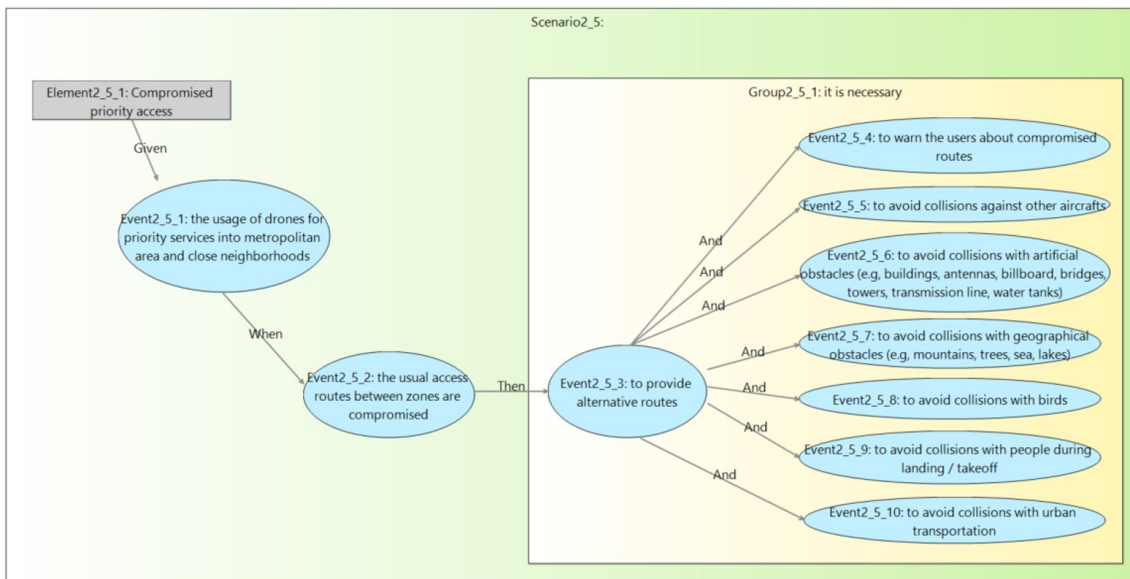 Scenario2_5:
Element2_5_1: Compromised
priority access
Given
Event2_5_1: the usage of drones for
priority services into metropolitan
area and close neighborhoods
When
Event2_5_2: the usual access
routes between zones are
compromised
Then
Group2_5_1: it is necessary
Event2_5_3: to provide
alternative routes
And
Event2_5_4: to warn the users about compromised
routes
And
Event2_5_5: to avoid collisions against other aircrafts
And
Event2_5_6: to avoid collisions with artificial
obstacles (e.g, buildings, antennas, billboard, bridges,
towers, transmission line, water tanks)
And
Event2_5_7: to avoid collisions with geographical
obstacles (e.g, mountains, trees, sea, lakes)
And
Event2_5_8: to avoid collisions with birds
And
Event2_5_9: to avoid collisions with people during
landing / takeoff
And
Event2_5_10: to avoid collisions with urban
transportation